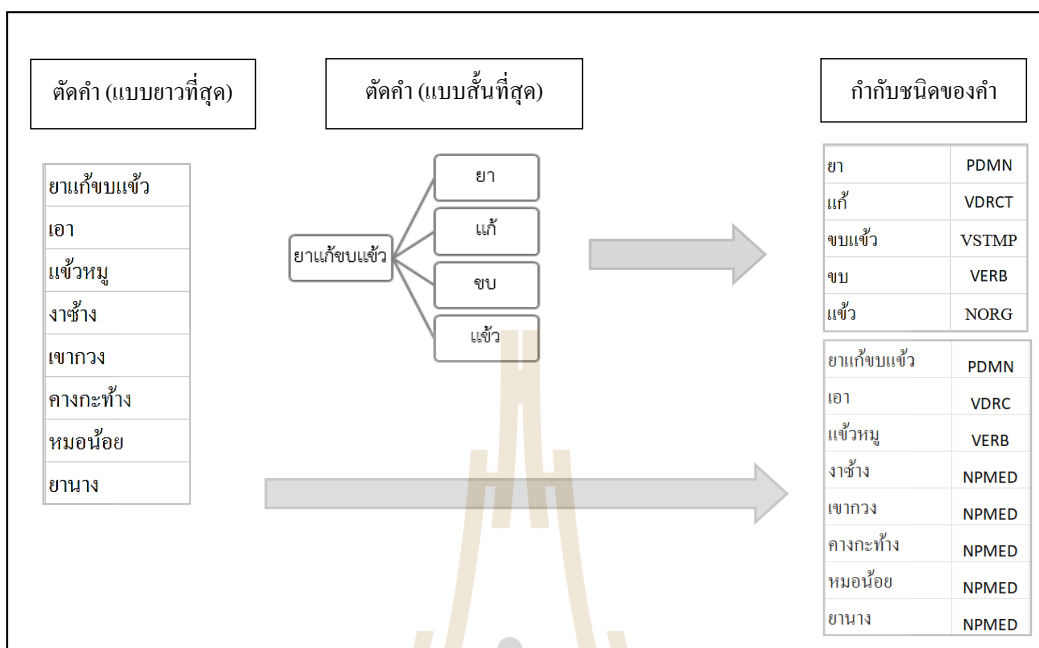 ตัดคำ (แบบยาวที่สุด)
ตัดคำ (แบบสั้นที่สุด)
กำกับชนิดของคำ
ยาแก้ขบแข้ว
เอา
แข้วหมู
งาช้าง
เขากวง
คางกะท้าง
หมอน้อย
ยานาง
ยาแก้ขบแข้ว
ยา
แก้
ขบ
แข้ว
ยา PDMN
แก้ VDRCT
ขบแข้ว VSTMP
ขบ VERB
แข้ว NORG
ยาแก้ขบแข้ว PDMN
เอา VDRC
แข้วหมู VERB
งาช้าง NPMED
เขากวง NPMED
คางกะท้าง NPMED
หมอน้อย NPMED
ยานาง NPMED